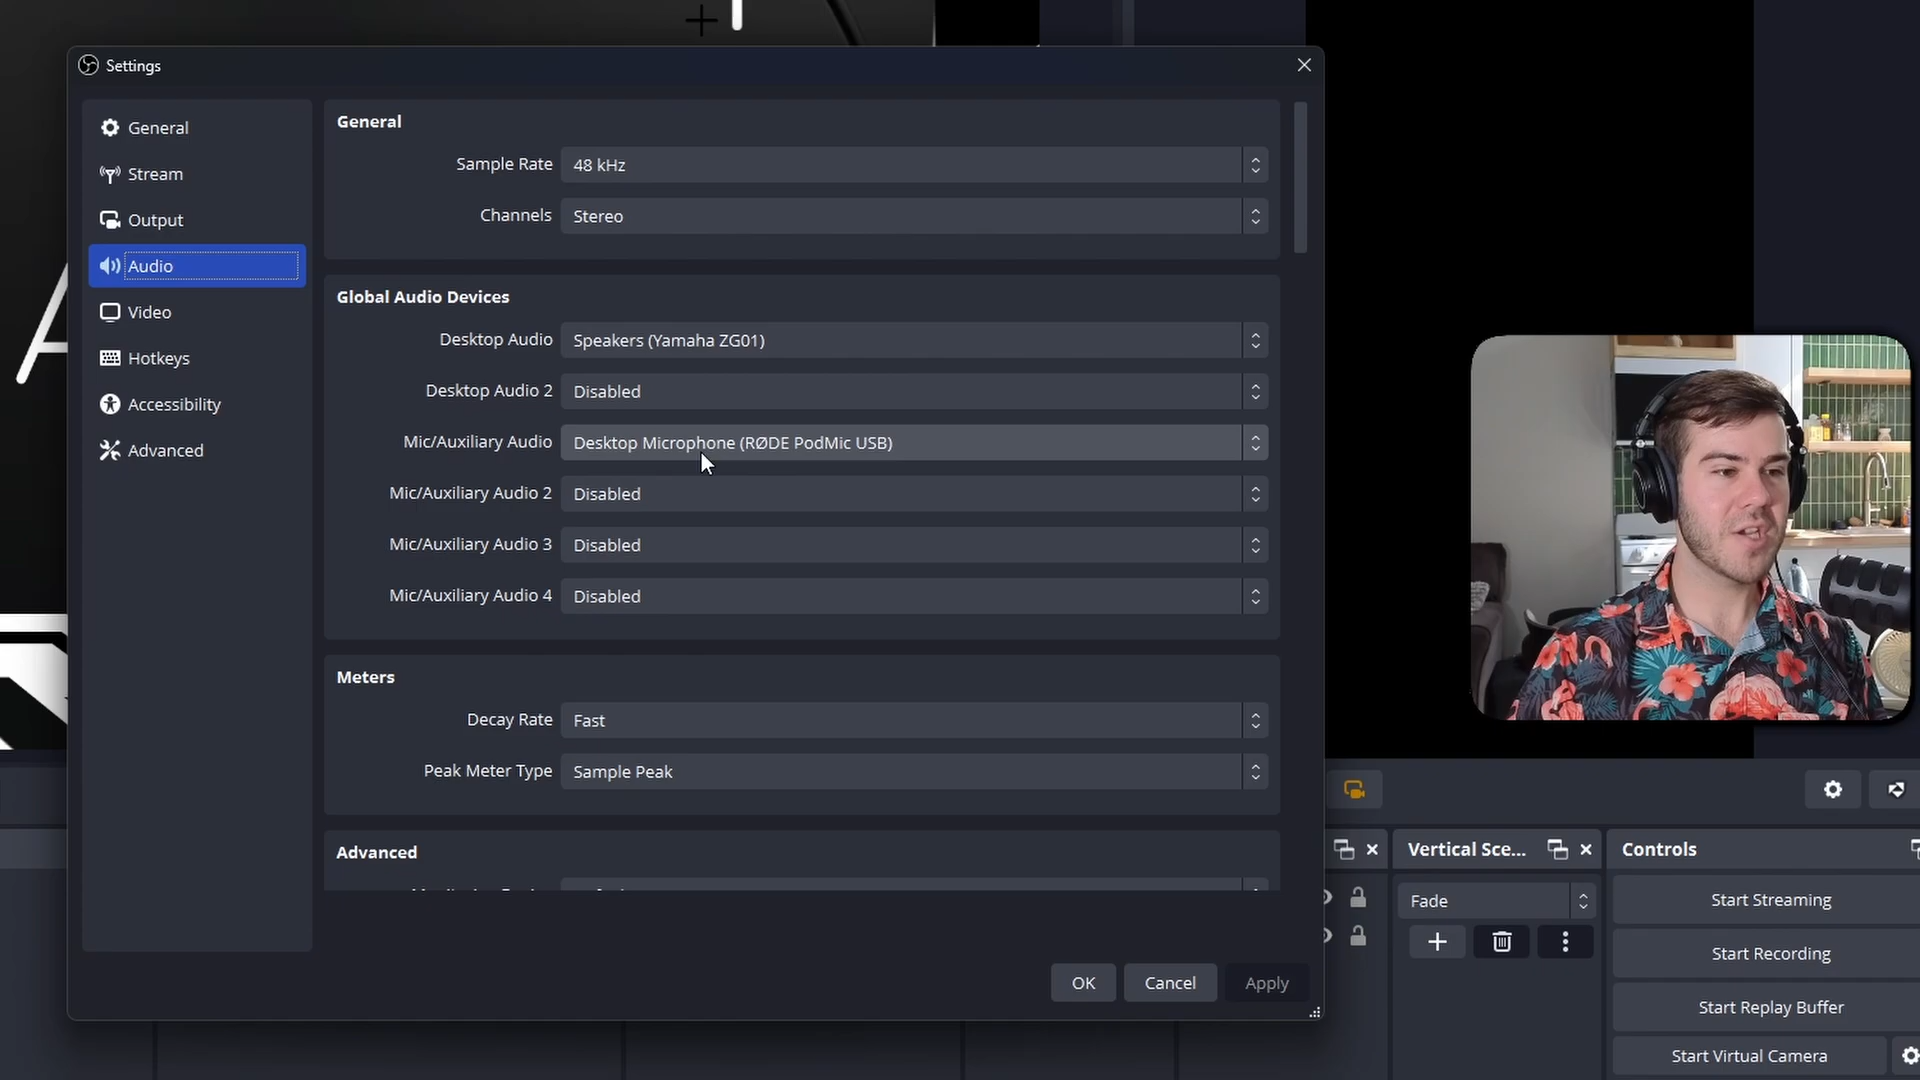 Settings
General
Stream
Output
Audio
Video
Hotkeys
Accessibility
Advanced
General
Sample Rate 48 kHz
Channels Stereo
Global Audio Devices
Desktop Audio Speakers (Yamaha ZG01)
Desktop Audio 2 Disabled
Mic/Auxiliary Audio Desktop Microphone (RØDE PodMic USB)
Mic/Auxiliary Audio 2 Disabled
Mic/Auxiliary Audio 3 Disabled
Mic/Auxiliary Audio 4 Disabled
Meters
Decay Rate Fast
Peak Meter Type Sample Peak
Advanced
OK Cancel Apply
Vertical Sce...
Fade
Controls
Start Streaming
Start Recording
Start Replay Buffer
Start Virtual Camera